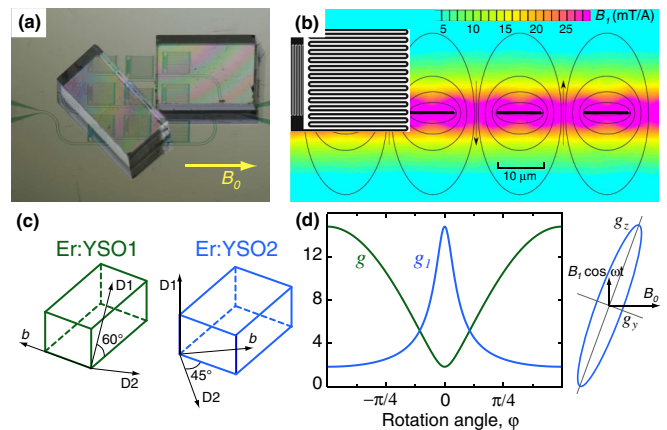 (a)
B0
(b)
B1 (mT/A)
5 10 15 20 25
10 μm
(c)
Er:YSO1
D1
b
60°
D2
Er:YSO2
D1
b
45°
D2
(d)
12
8
4
0
g
g1
−π/4 0 π/4
Rotation angle, φ
gz
B1 cos ωt
B0
gy